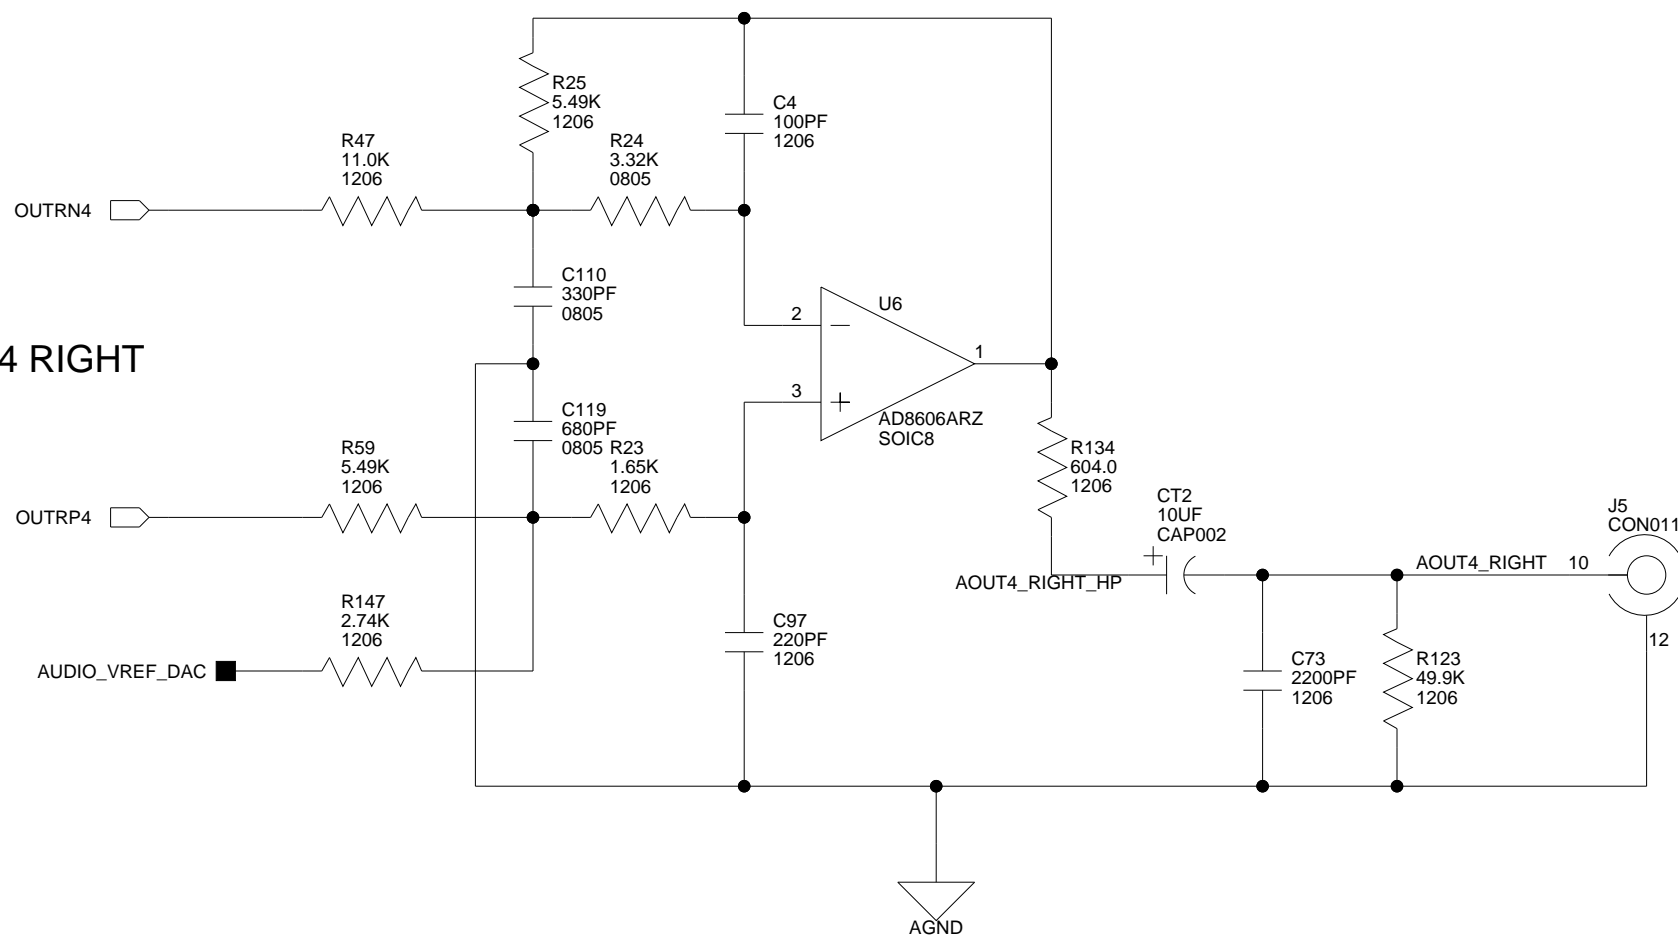 R25
5.49K
1206
C4
100PF
1206
R47
11.0K
1206
R24
3.32K
0805
OUTRN4
C110
330PF
0805
U6
2
1
4 RIGHT
3
AD8606ARZ
SOIC8
C119
680PF
0805
R59
5.49K
1206
R23
1.65K
1206
R134
604.0
1206
OUTRP4
CT2
10UF
CAP002
J5
CON011
AOUT4_RIGHT_HP
AOUT4_RIGHT
10
12
R147
2.74K
1206
C97
220PF
1206
AUDIO_VREF_DAC
C73
2200PF
1206
R123
49.9K
1206
AGND